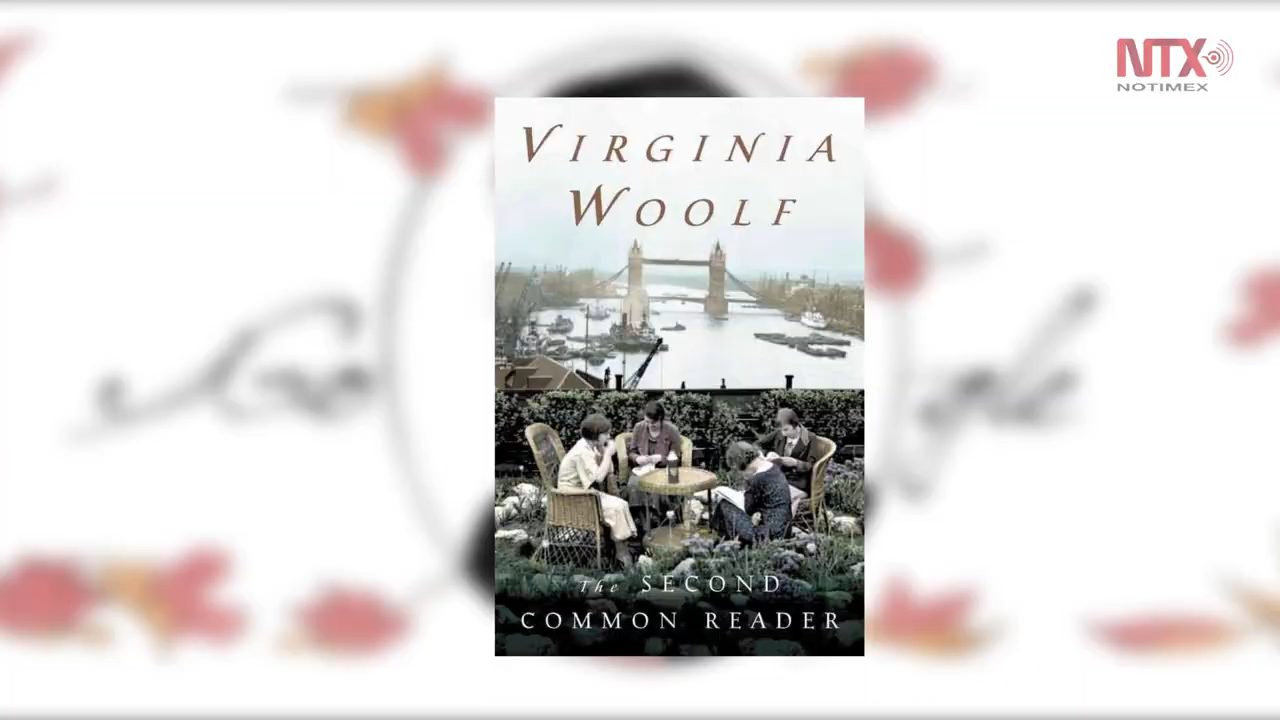 NTX
NOTIMEX
VIRGINIA
WOOLF
The SECOND
COMMON READER